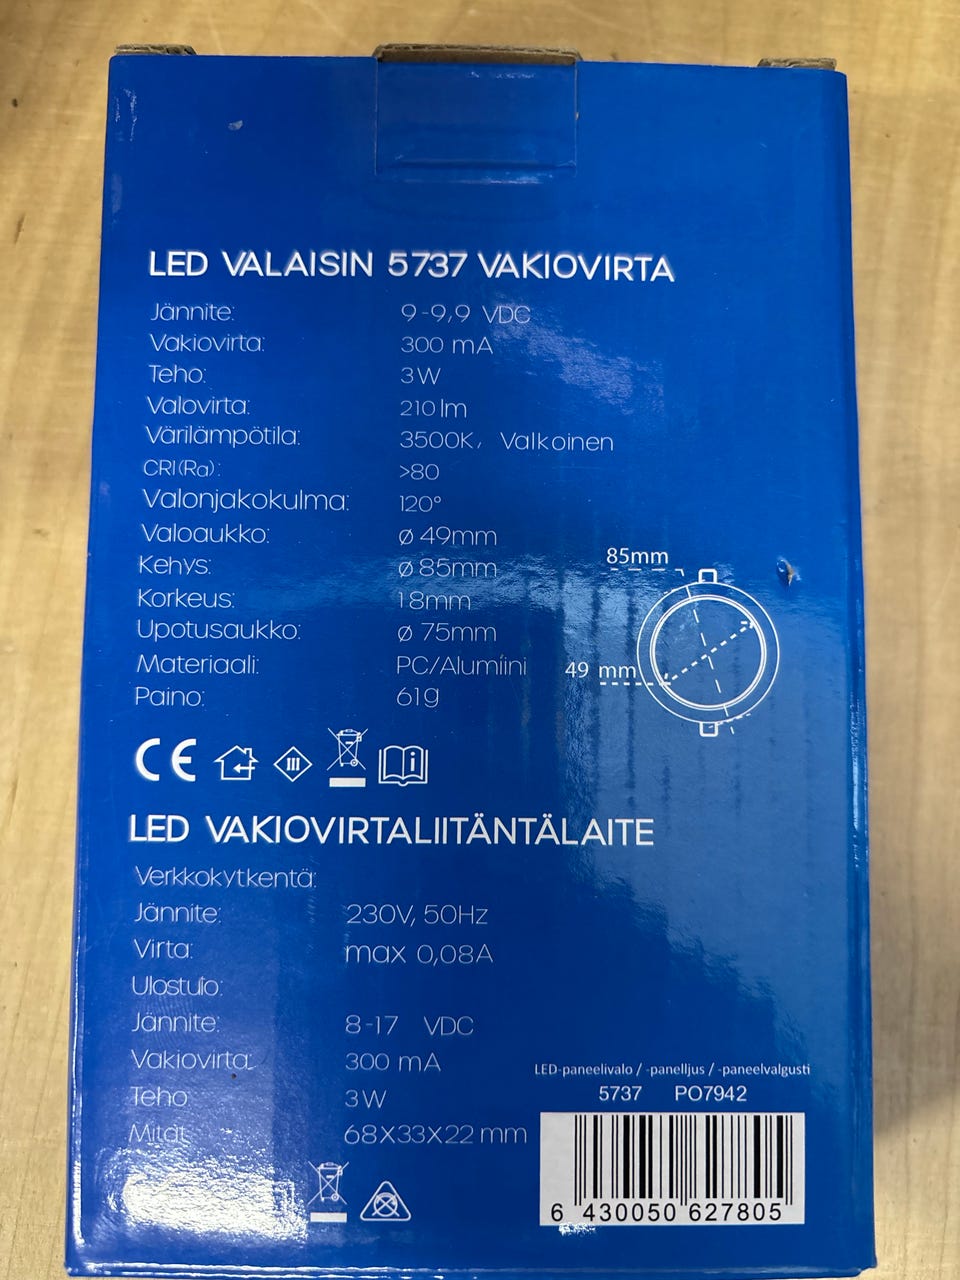 LED VALAISIN 5737 VAKIOVIRTA
Jännite: 9-9,9 VDC
Vakiovirta: 300 mA
Teho: 3W
Valovirta: 210 lm
Värilämpötila: 3500K, Valkoinen
CRI(Ra): >80
Valonjakokulma: 120°
Valoaukko: ø 49mm
Kehys: ø 85mm
Korkeus: 18mm
Upotusaukko: ø 75mm
Materiaali: PC/Alumiini
Paino: 61g
85mm
49 mm
CE
III
i
LED VAKIOVIRTALIITÄNTÄLAITE
Verkkokytkentä:
Jännite: 230V, 50Hz
Virta: max 0,08A
Ulostulo:
Jännite: 8-17 VDC
Vakiovirta: 300 mA
Teho 3W
Mitat 68X33X22 mm
LED-paneelivalo / -panelljus / -paneelvalgusti
5737 PO7942
6 430050 627805